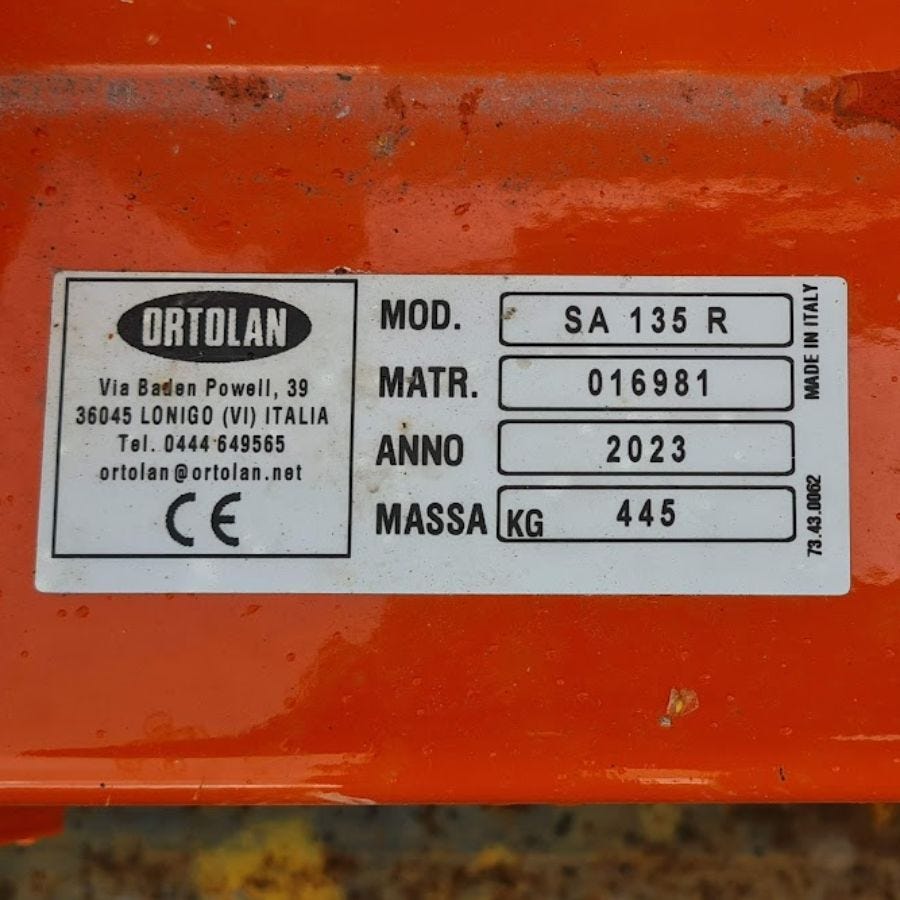 ORTOLAN
Via Baden Powell, 39
36045 LONIGO (VI) ITALIA
Tel. 0444 649565
ortolan@ortolan.net
CE
MOD. SA 135 R
MATR. 016981
ANNO 2023
MASSA KG 445
MADE IN ITALY
73.43.0062